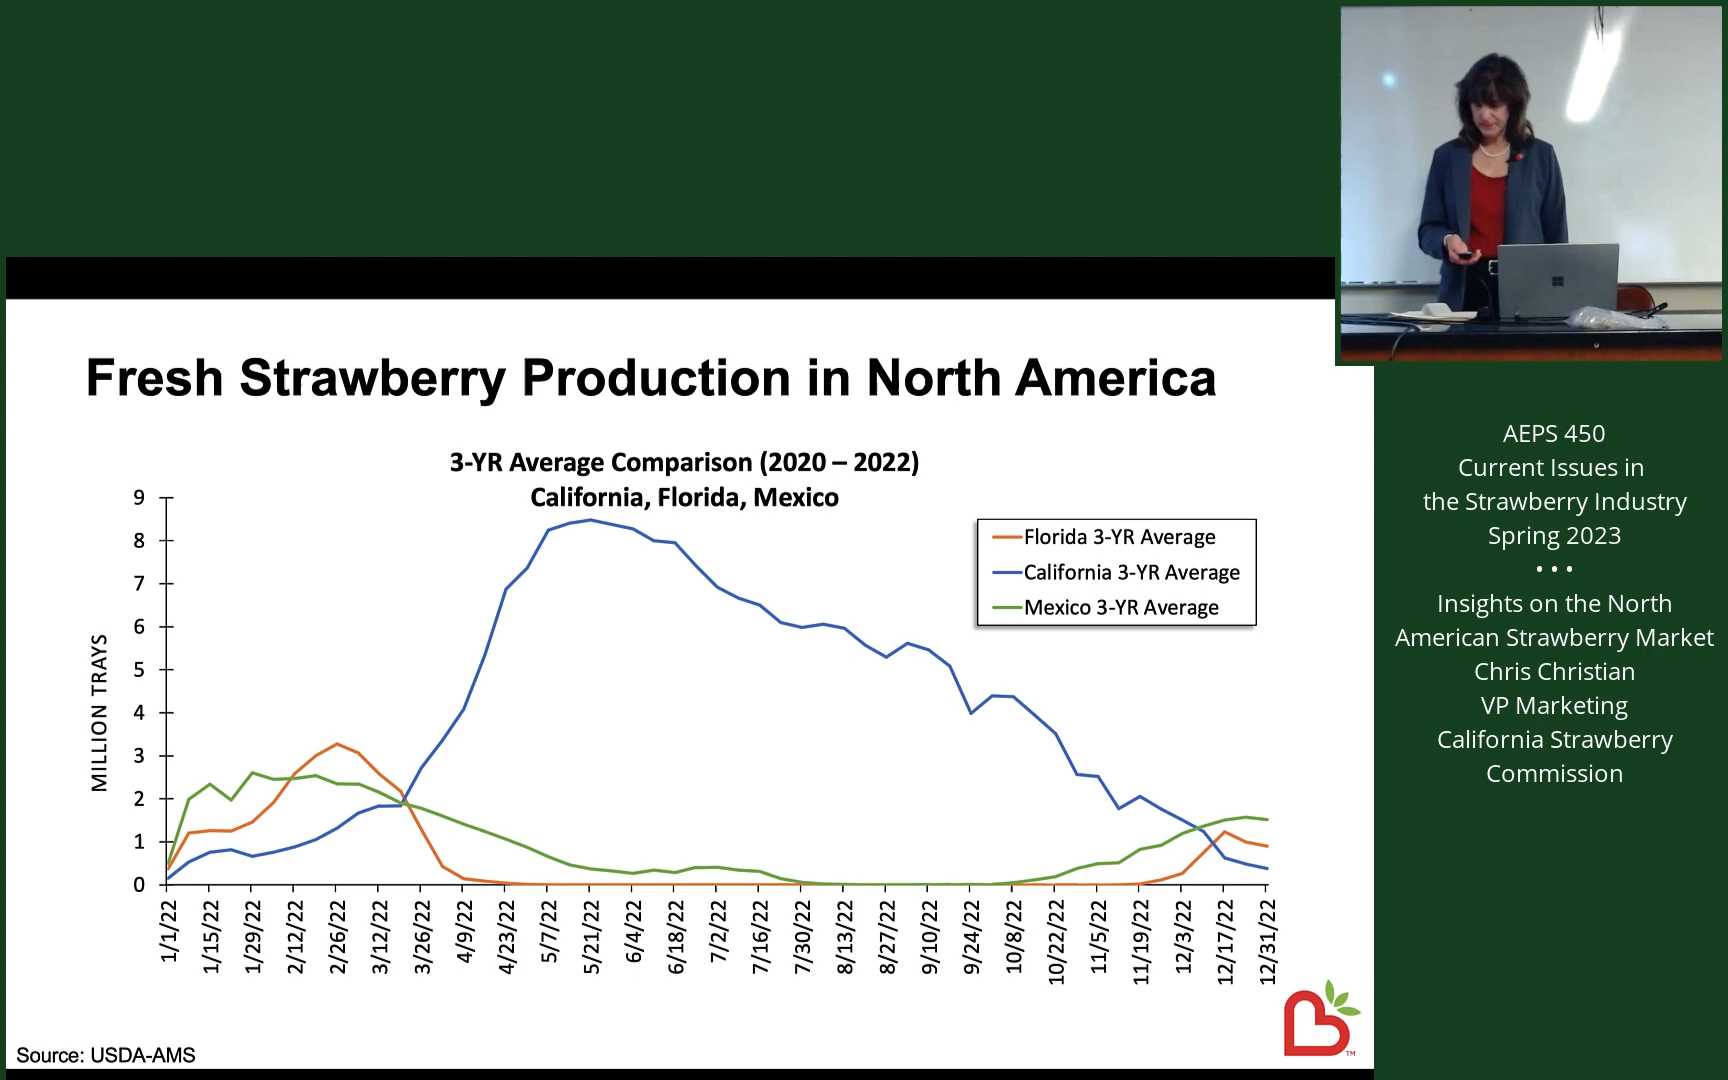 Fresh Strawberry Production in North America
3-YR Average Comparison (2020 – 2022)
California, Florida, Mexico
MILLION TRAYS
9
8
7
6
5
4
3
2
1
0
Florida 3-YR Average
California 3-YR Average
Mexico 3-YR Average
1/1/22
1/15/22
1/29/22
2/12/22
2/26/22
3/12/22
3/26/22
4/9/22
4/23/22
5/7/22
5/21/22
6/4/22
6/18/22
7/2/22
7/16/22
7/30/22
8/13/22
8/27/22
9/10/22
9/24/22
10/8/22
10/22/22
11/5/22
11/19/22
12/3/22
12/17/22
12/31/22
TM
Source: USDA-AMS
AEPS 450
Current Issues in
the Strawberry Industry
Spring 2023
• • •
Insights on the North
American Strawberry Market
Chris Christian
VP Marketing
California Strawberry
Commission